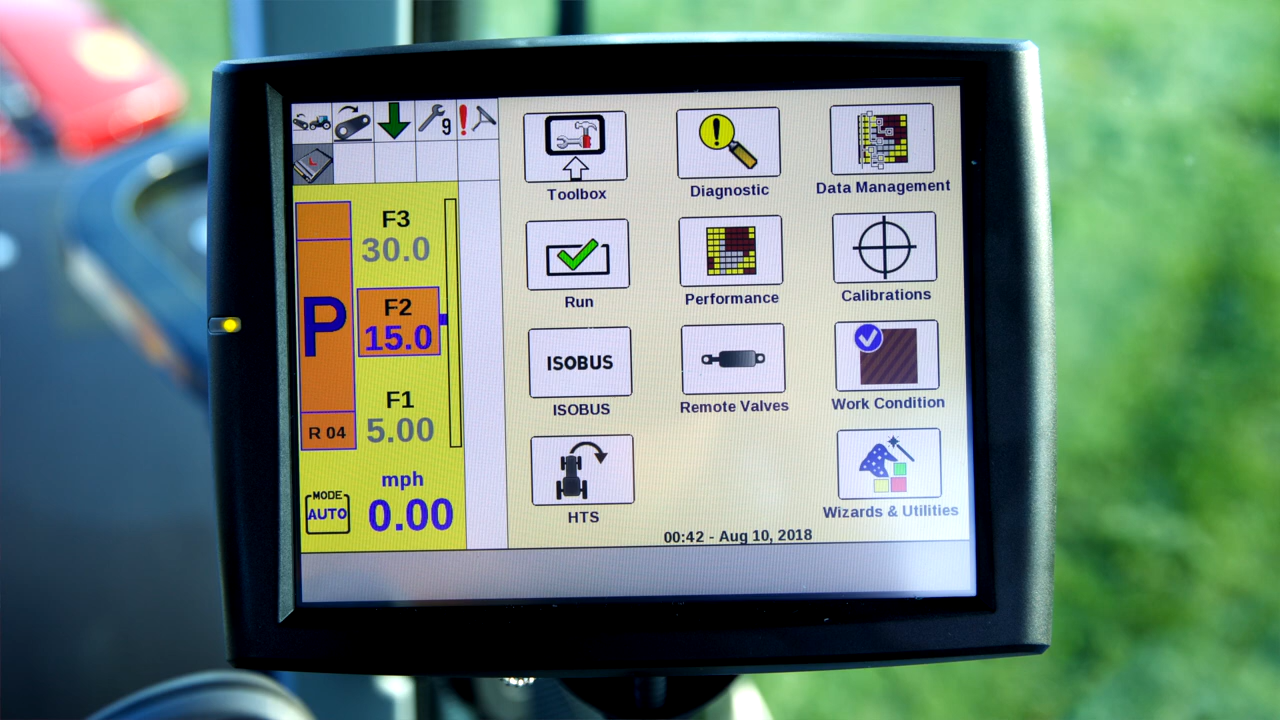 9
F3
30.0
P
F2
15.0
F1
5.00
R 04
mph
MODE
AUTO
0.00
Toolbox
Diagnostic
Data Management
Run
Performance
Calibrations
ISOBUS
ISOBUS
Remote Valves
Work Condition
HTS
Wizards & Utilities
00:42 - Aug 10, 2018